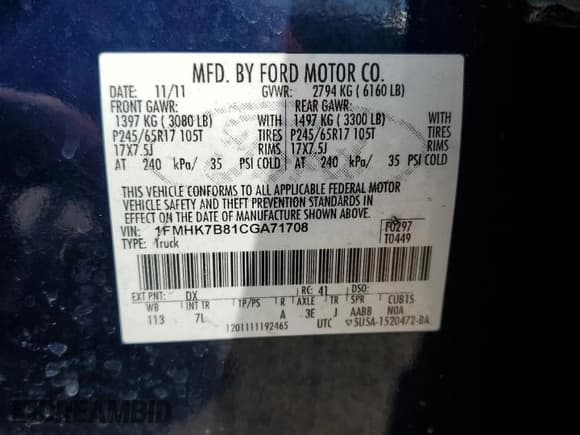 MFD. BY FORD MOTOR CO.
DATE: 11/11 GVWR: 2794 KG ( 6160 LB)
FRONT GAWR: REAR GAWR:
1397 KG ( 3080 LB) WITH 1497 KG ( 3300 LB) WITH
P245/65R17 105T TIRES P245/65R17 105T TIRES
17X7.5J RIMS 17X7.5J RIMS
AT 240 kPa/ 35 PSI COLD AT 240 kPa/ 35 PSI COLD
THIS VEHICLE CONFORMS TO ALL APPLICABLE FEDERAL MOTOR
VEHICLE SAFETY AND THEFT PREVENTION STANDARDS IN
EFFECT ON THE DATE OF MANUFACTURE SHOWN ABOVE.
VIN: 1FMHK7B81CGA71708 F0297
TYPE: Truck T0449
EXT PNT: DX RC: 41 DSO:
WB INT TR TP/PS R AXLE TR SPR CUB1S
113 7L A 3E J AABB N0A
1201111192465 UTC ▽5U5A-1520472-BA
DREAMBID